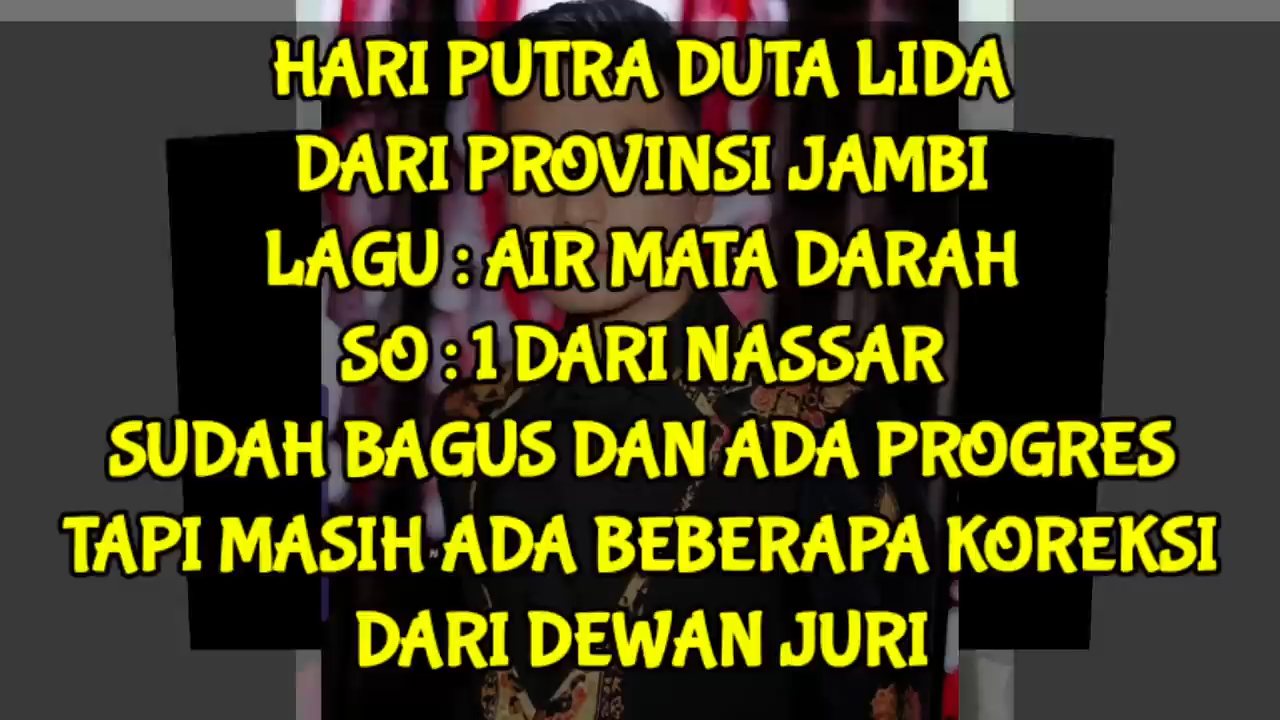 HARI PUTRA DUTA LIDA
DARI PROVINSI JAMBI
LAGU : AIR MATA DARAH
SO : 1 DARI NASSAR
SUDAH BAGUS DAN ADA PROGRES
TAPI MASIH ADA BEBERAPA KOREKSI
DARI DEWAN JURI